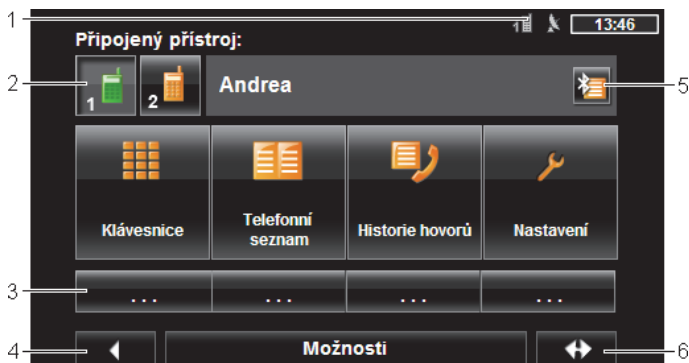 1
1 13:46
Připojený přístroj:
2
1
2
Andrea
5
Klávesnice
Telefonní
seznam
Historie hovorů
Nastavení
3
... ... ... ...
4
Možnosti
6